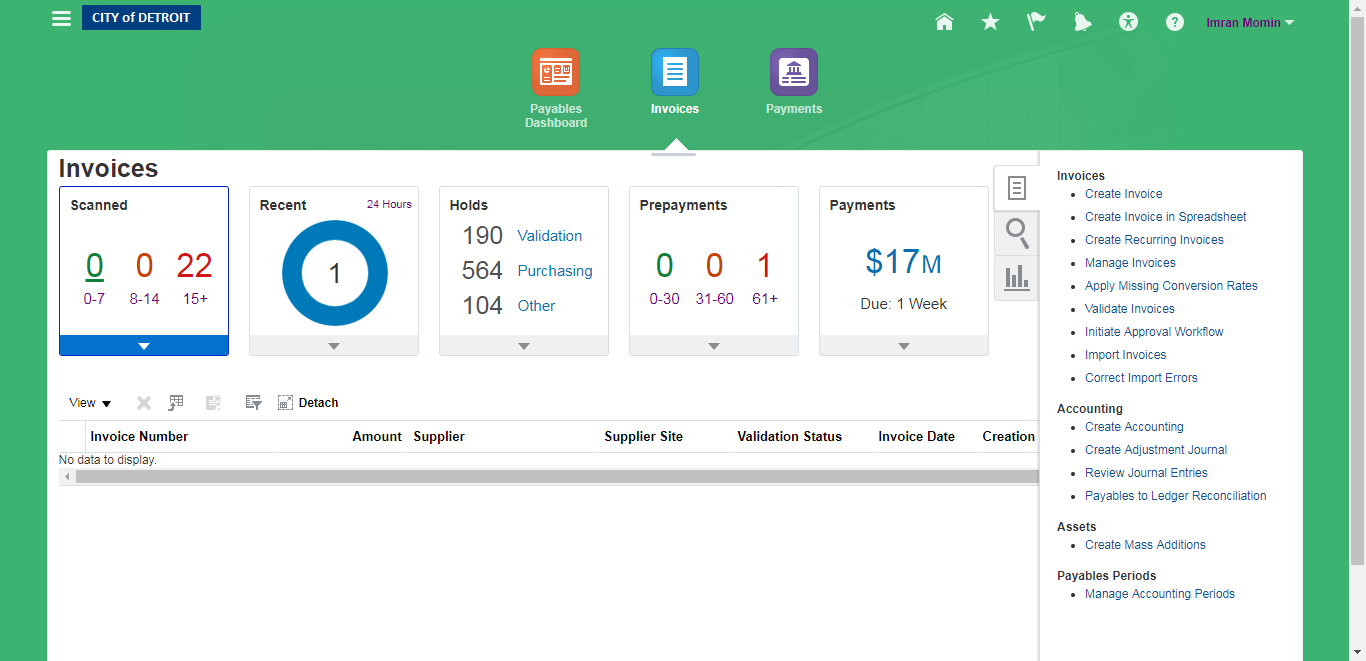 CITY of DETROIT
Imran Momin
Payables Dashboard
Invoices
Payments
Invoices
Scanned
0 0 22
0-7 8-14 15+
Recent 24 Hours
1
Holds
190 Validation
564 Purchasing
104 Other
Prepayments
0 0 1
0-30 31-60 61+
Payments
$17M
Due: 1 Week
View
Detach
Invoice Number Amount Supplier Supplier Site Validation Status Invoice Date Creation
No data to display.
Invoices
Create Invoice
Create Invoice in Spreadsheet
Create Recurring Invoices
Manage Invoices
Apply Missing Conversion Rates
Validate Invoices
Initiate Approval Workflow
Import Invoices
Correct Import Errors
Accounting
Create Accounting
Create Adjustment Journal
Review Journal Entries
Payables to Ledger Reconciliation
Assets
Create Mass Additions
Payables Periods
Manage Accounting Periods